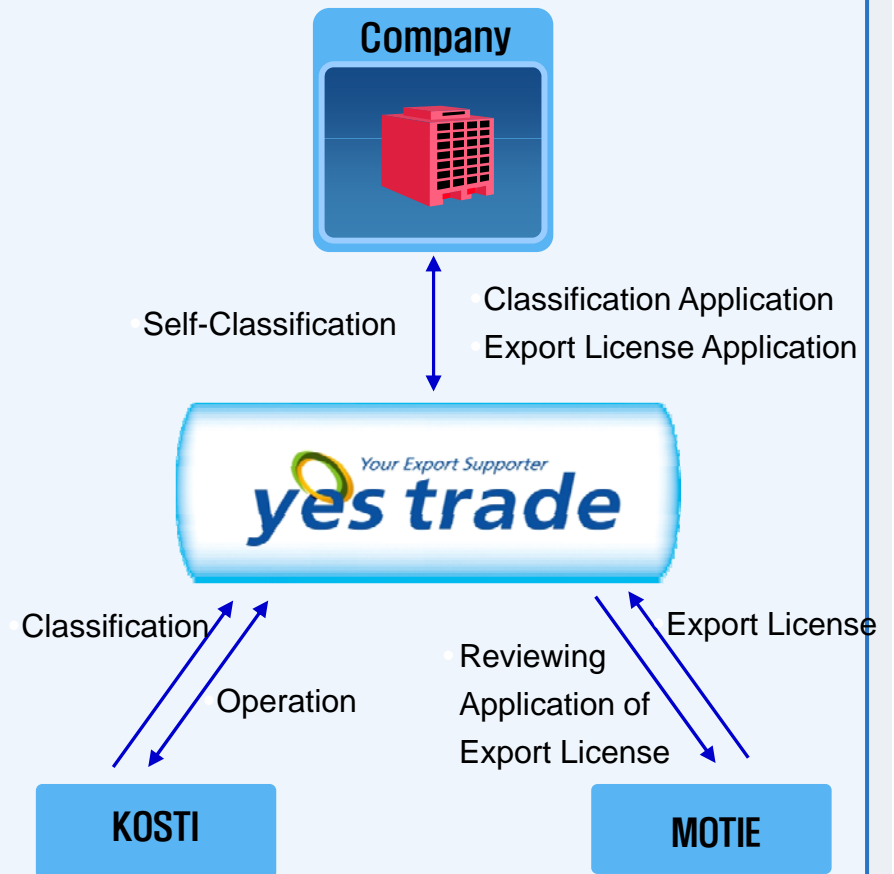 Company
Self-Classification
Classification Application
Export License Application
Your Export Supporter
yes trade
Classification
Operation
Reviewing
Application of
Export License
Export License
KOSTI
MOTIE